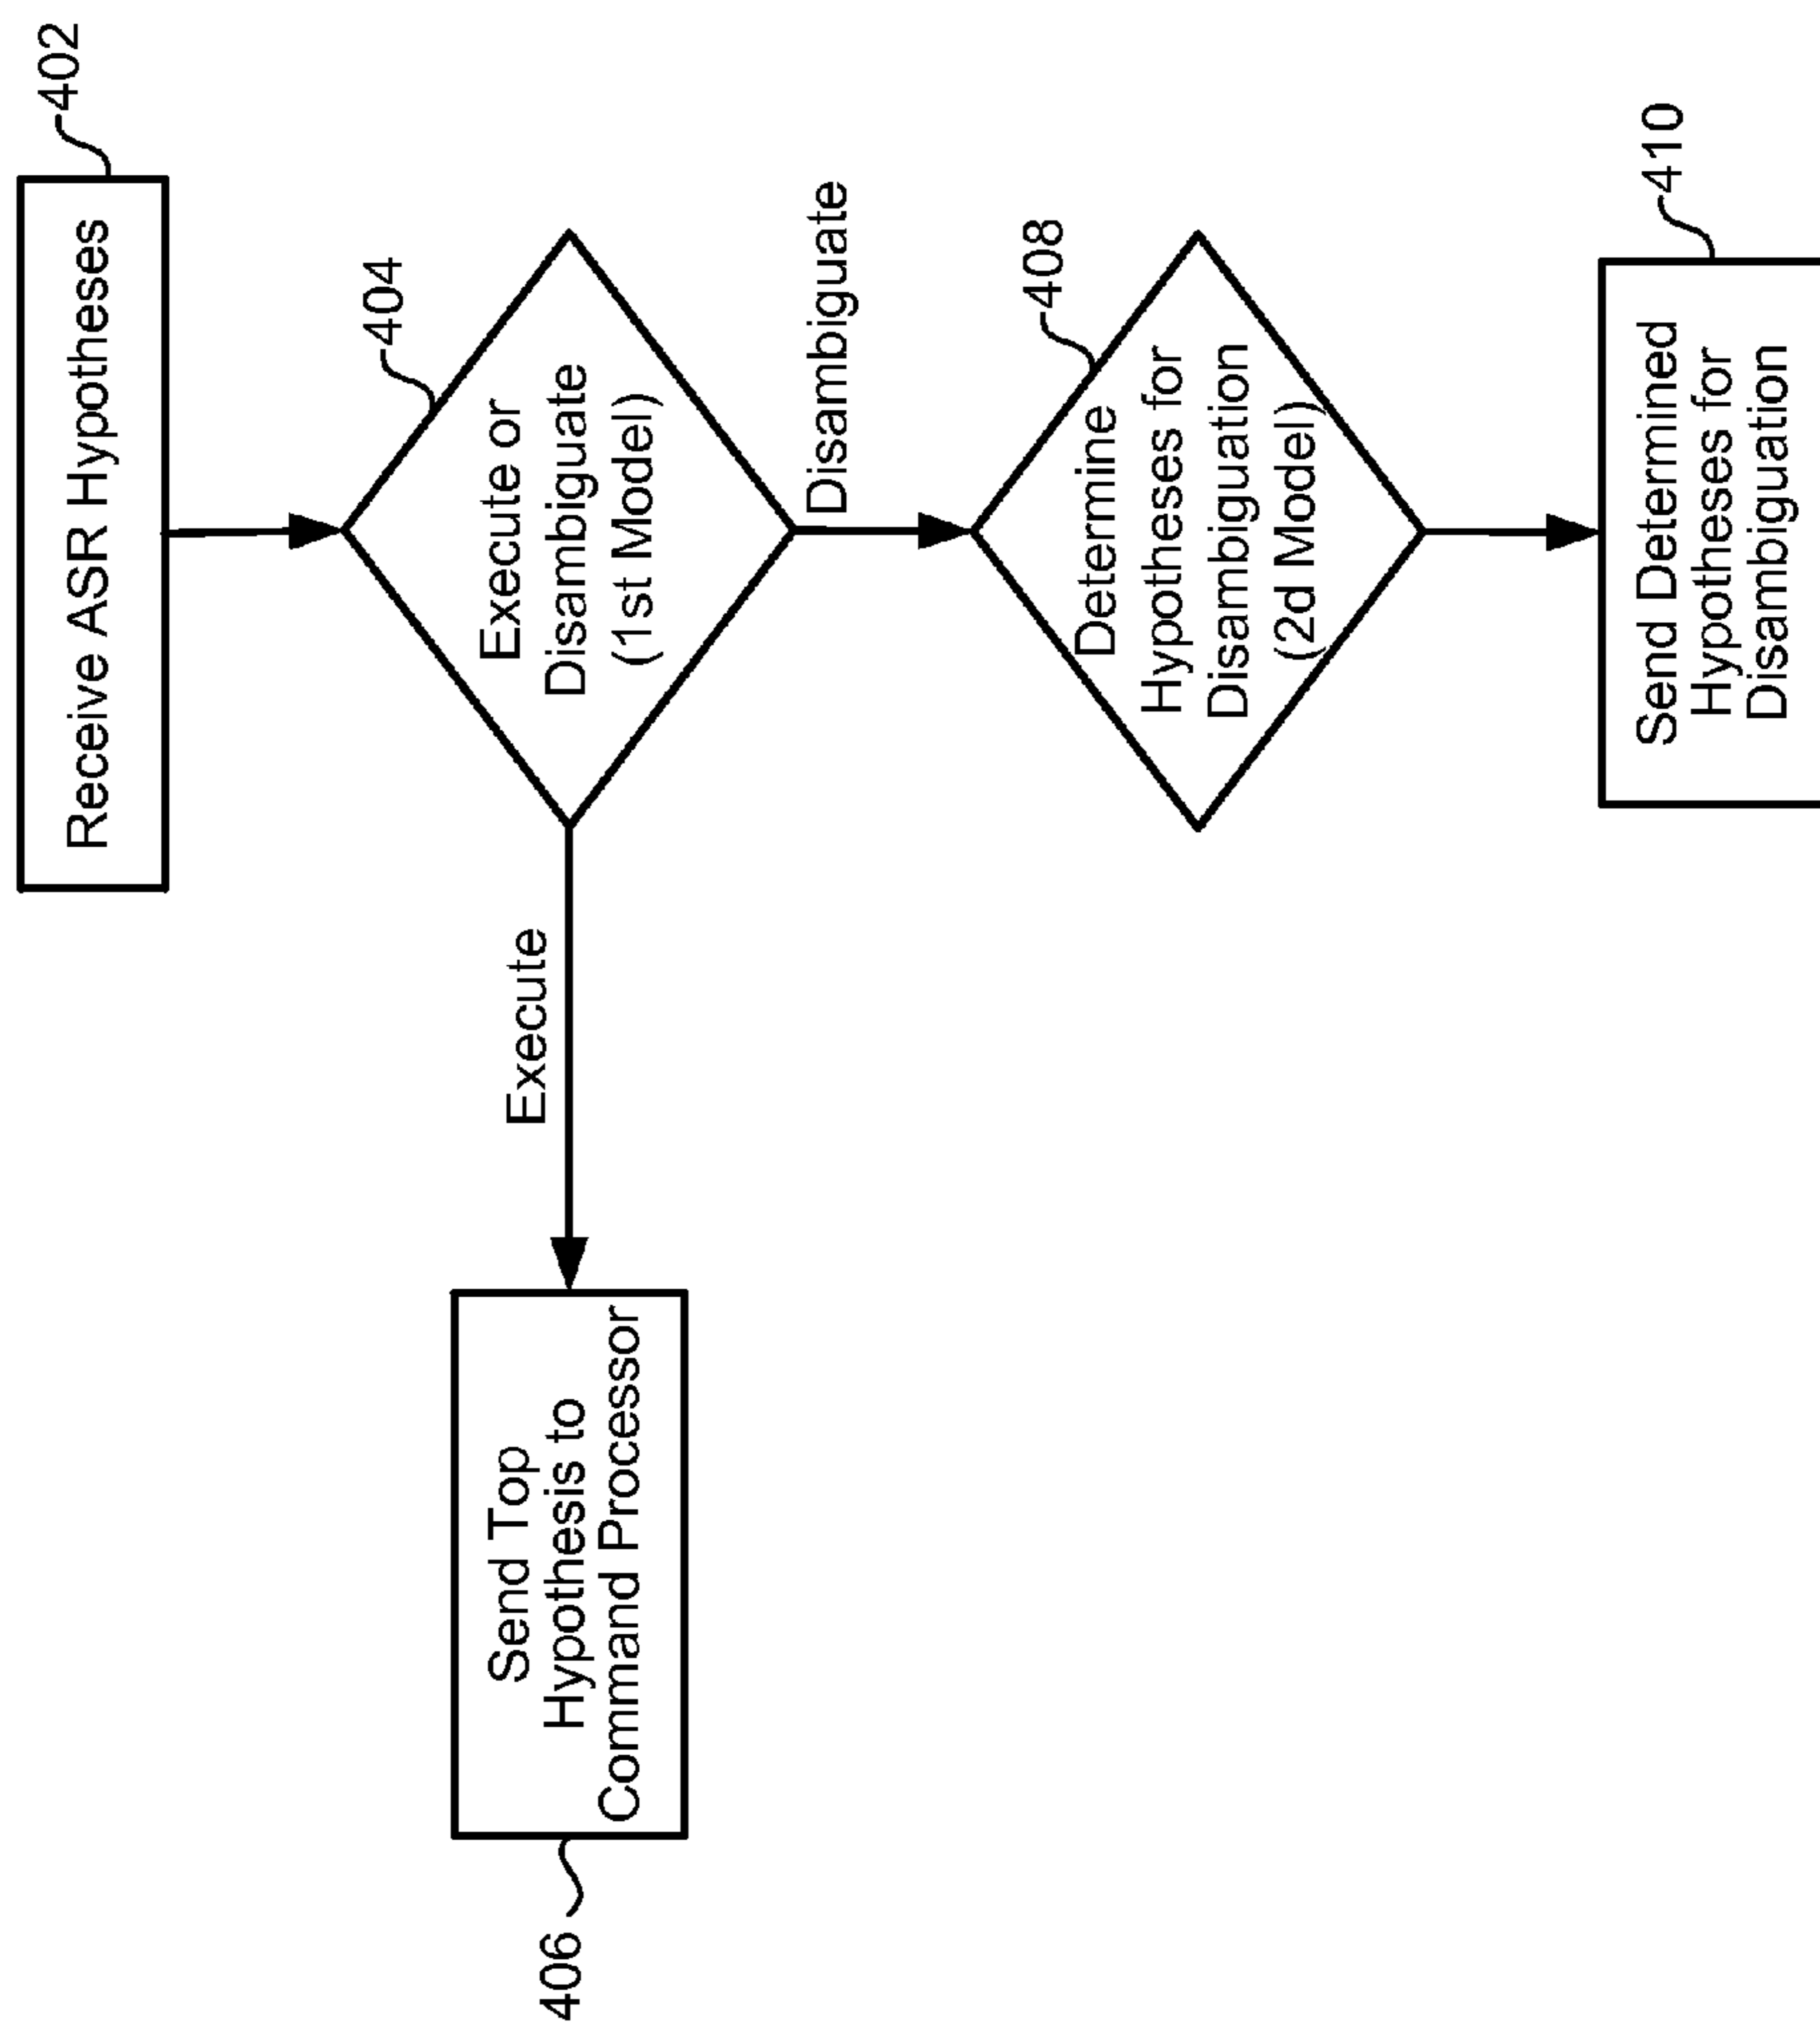 402
Receive ASR Hypotheses
404
Execute or
Disambiguate
(1st Model)
Execute
Disambiguate
Send Top
Hypothesis to
Command Processor
406
408
Determine
Hypotheses for
Disambiguation
(2d Model)
410
Send Determined
Hypotheses for
Disambiguation